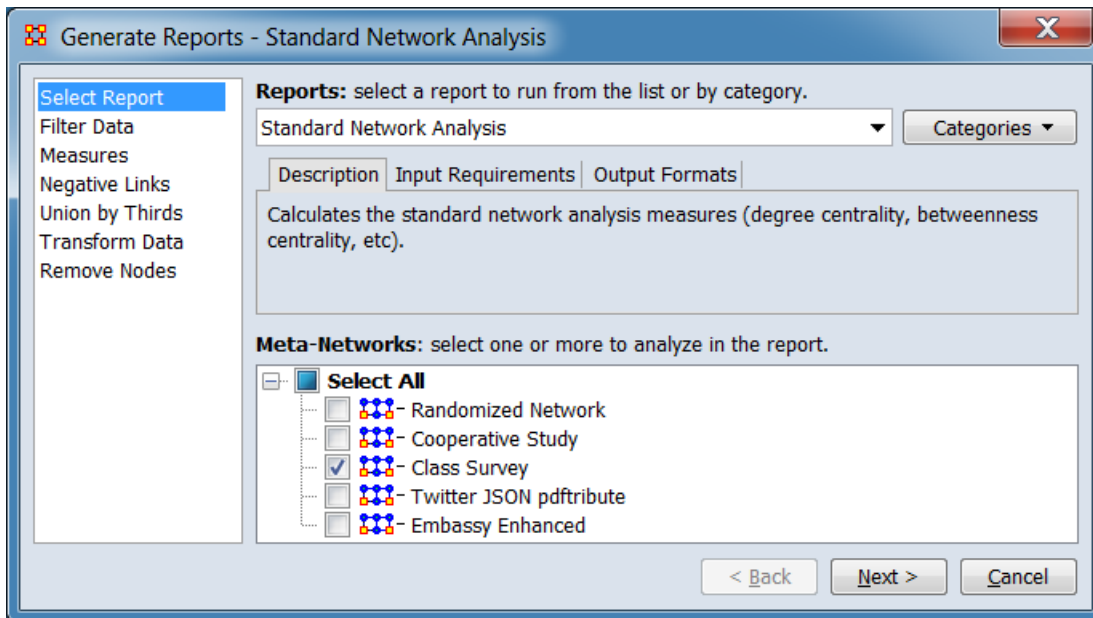 Generate Reports - Standard Network Analysis
X
Select Report
Filter Data
Measures
Negative Links
Union by Thirds
Transform Data
Remove Nodes
Reports: select a report to run from the list or by category.
Standard Network Analysis
Categories
Description
Input Requirements
Output Formats
Calculates the standard network analysis measures (degree centrality, betweenness
centrality, etc).
Meta-Networks: select one or more to analyze in the report.
Select All
Randomized Network
Cooperative Study
Class Survey
Twitter JSON pdftribute
Embassy Enhanced
< Back
Next >
Cancel